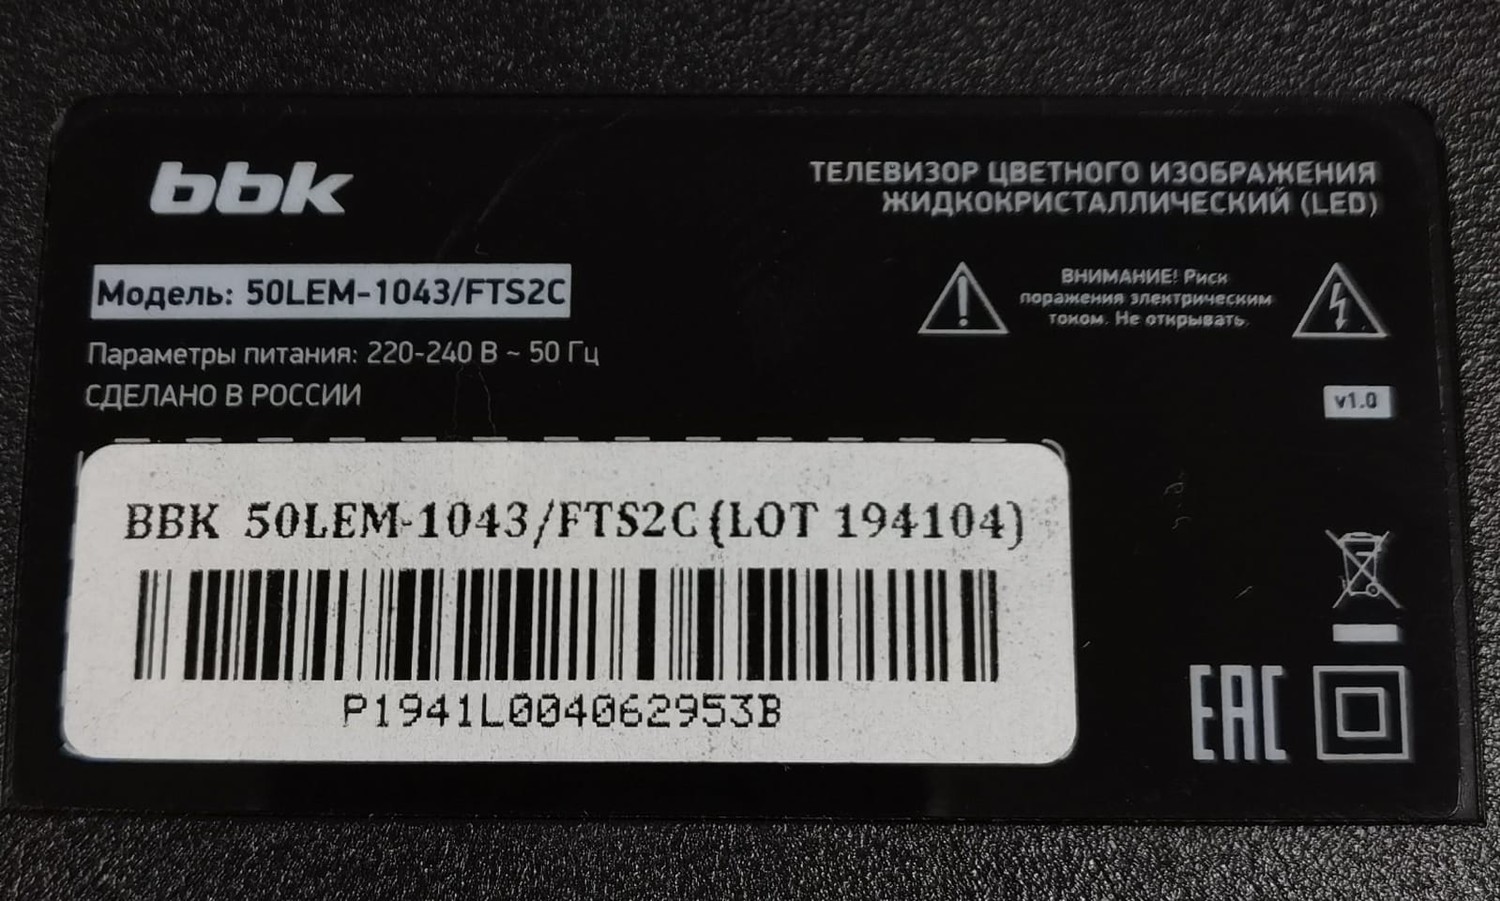 bbk
ТЕЛЕВИЗОР ЦВЕТНОГО ИЗОБРАЖЕНИЯ
ЖИДКОКРИСТАЛЛИЧЕСКИЙ (LED)
Модель: 50LEM-1043/FTS2C
ВНИМАНИЕ! Риск
поражения электрическим
током. Не открывать.
Параметры питания: 220-240 В ~ 50 Гц
СДЕЛАНО В РОССИИ
v1.0
BBK 50LEM-1043/FTS2C(LOT 194104)
P1941L004062953B
EAC